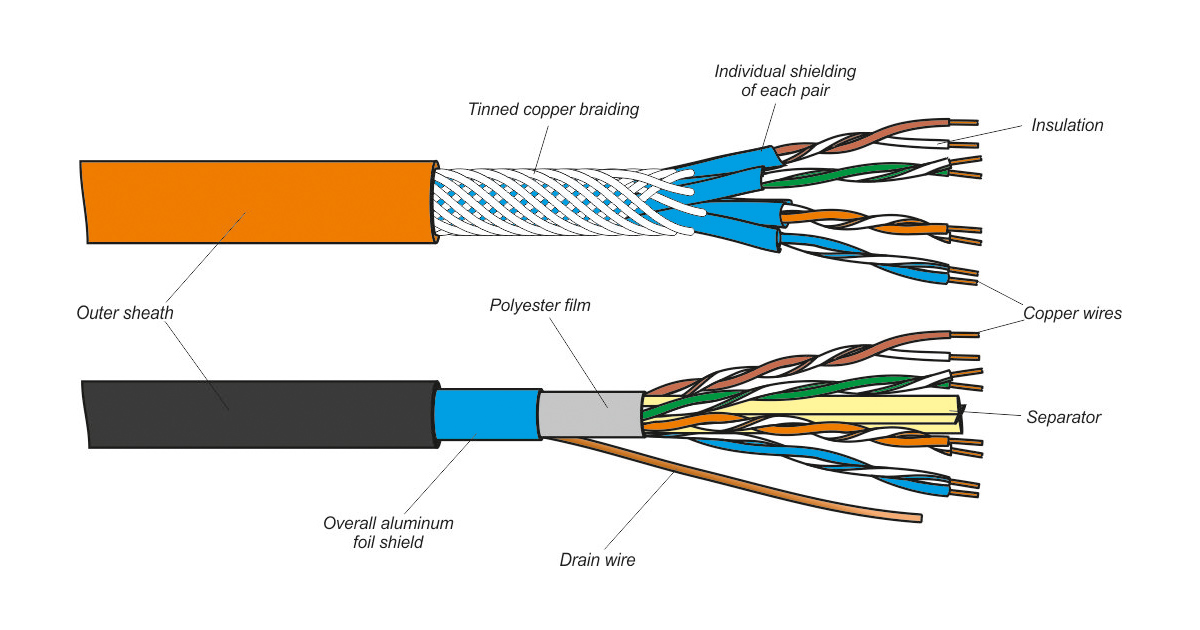 Individual shielding
of each pair
Tinned copper braiding
Insulation
Outer sheath
Polyester film
Copper wires
Separator
Overall aluminum
foil shield
Drain wire